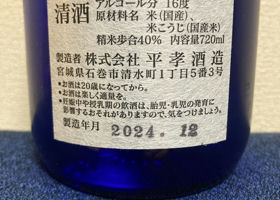 清酒
アルコール分 16度
原材料名 米(国産)、
米こうじ(国産米)
精米歩合40% 内容量720ml
製造者 株式会社 平孝酒造
宮城県石巻市清水町1丁目5番3号
●お酒は20歳になってから。
●お酒は楽しく適量を。
●妊娠中や授乳期の飲酒は、胎児・乳児の発育に
影響するおそれがありますので、気をつけましょう。
製造年月 2024.12